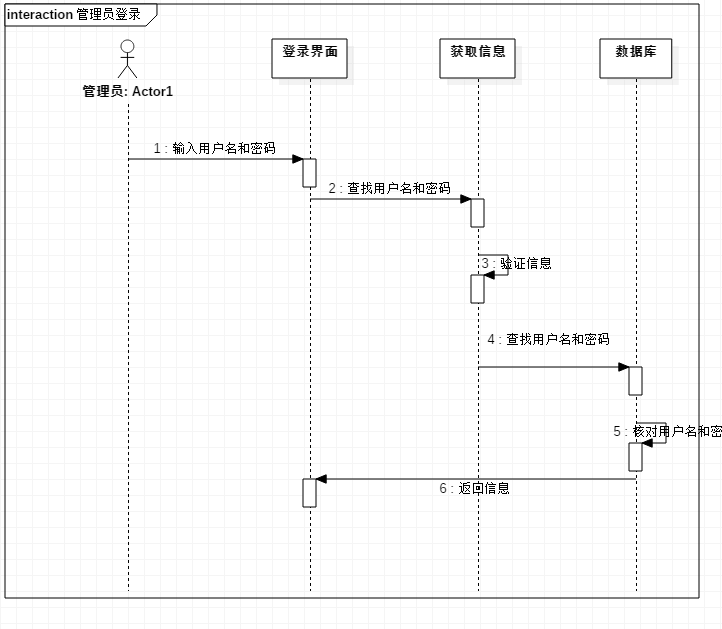 interaction 管理员登录
登录界面
获取信息
数据库
管理员: Actor1
1 : 输入用户名和密码
2 : 查找用户名和密码
3 : 验证信息
4 : 查找用户名和密码
5 : 核对用户名和密
6 : 返回信息